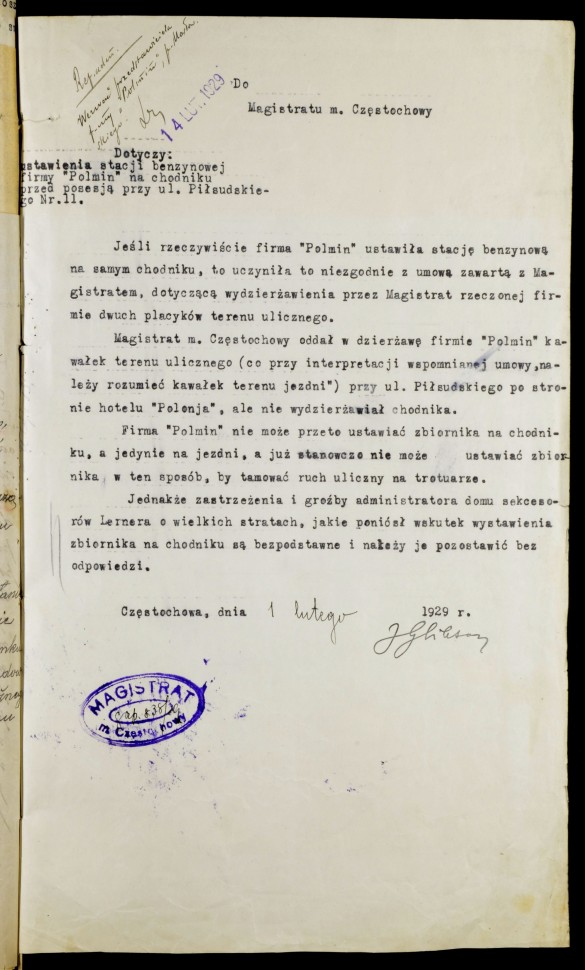 Wezwać przedstawiciela
firmy "Polmin", p.
14 LUT. 1929
Do
Magistratu m. Częstochowy
Dotyczy:
ustawienia stacji benzynowej
firmy "Polmin" na chodniku
przed posesją przy ul. Piłsudskie-
go Nr.11.
Jeśli rzeczywiście firma "Polmin" ustawiła stację benzynową
na samym chodniku, to uczyniła to niezgodnie z umową zawartą z Ma-
gistratem, dotyczącą wydzierżawienia przez Magistrat rzeczonej fir-
mie dwuch placyków terenu ulicznego.
Magistrat m. Częstochowy oddał w dzierżawę firmie "Polmin" ka-
wałek terenu ulicznego (co przy interpretacji wspomnianej umowy,"na-
leży rozumieć kawałek terenu jezdni") przy ul. Piłsudskiego po stro-
nie hotelu "Polonja", ale nie wydzierżawiał chodnika.
Firma "Polmin" nie może przeto ustawiać zbiornika na chodni-
ku, a jedynie na jezdni, a już stanowczo nie może ustawiać zbior-
nika w ten sposób, by tamować ruch uliczny na trotuarze.
Jednakże zastrzeżenia i groźby administratora domu sekceso-
rów Lernera o wielkich stratach, jakie poniósł wskutek wystawienia
zbiornika na chodniku są bezpodstawne i należy je pozostawić bez
odpowiedzi.
Częstochowa, dnia 1 lutego 1929 r.
MAGISTRAT
m. Częstochowy